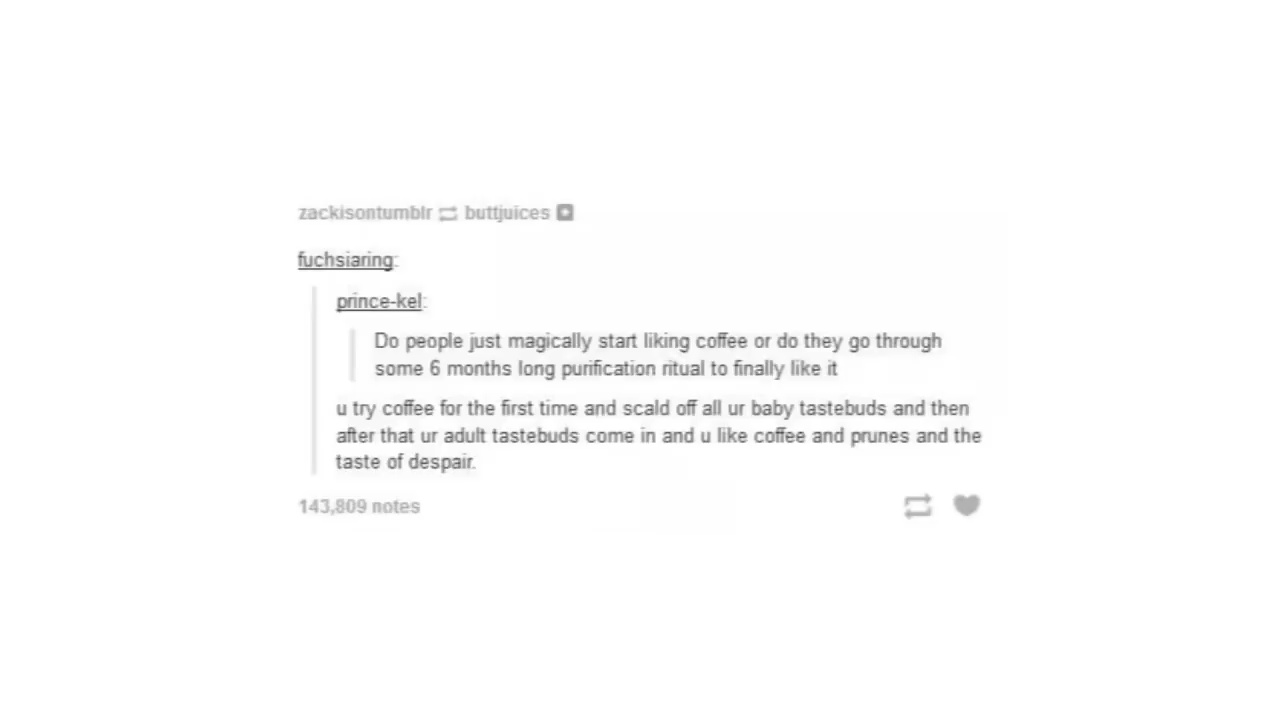 zackisontumblr buttjuices
fuchsiaring:
prince-kel:
Do people just magically start liking coffee or do they go through
some 6 months long purification ritual to finally like it
u try coffee for the first time and scald off all ur baby tastebuds and then
after that ur adult tastebuds come in and u like coffee and prunes and the
taste of despair.
143,809 notes